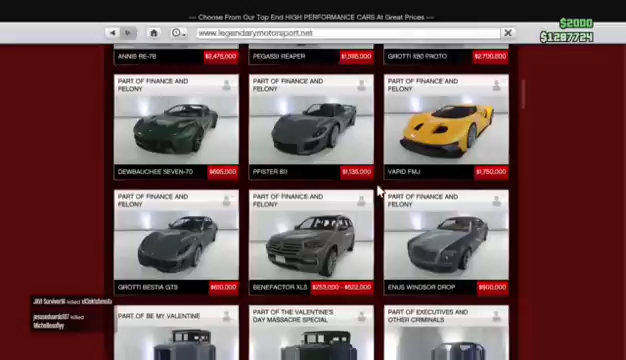 --- Choose From Our Top End HIGH PERFORMANCE CARS At Great Prices ---
$2000
www.legendarymotorsport.net
$1287724
ANNIS RE-7B
$2,475,000
PEGASSI REAPER
$1,595,000
GROTTI X80 PROTO
$2,700,000
PART OF FINANCE AND
FELONY
PART OF FINANCE AND
FELONY
PART OF FINANCE AND
FELONY
DEWBAUCHEE SEVEN-70
$695,000
PFISTER 811
$1,135,000
VAPID FMJ
$1,750,000
PART OF FINANCE AND
FELONY
PART OF FINANCE AND
FELONY
PART OF FINANCE AND
FELONY
GROTTI BESTIA GTS
$610,000
BENEFACTOR XLS
$253,000 - $522,000
ENUS WINDSOR DROP
$900,000
killed
killed
PART OF BE MY VALENTINE
PART OF THE VALENTINE'S
DAY MASSACRE SPECIAL
PART OF EXECUTIVES AND
OTHER CRIMINALS